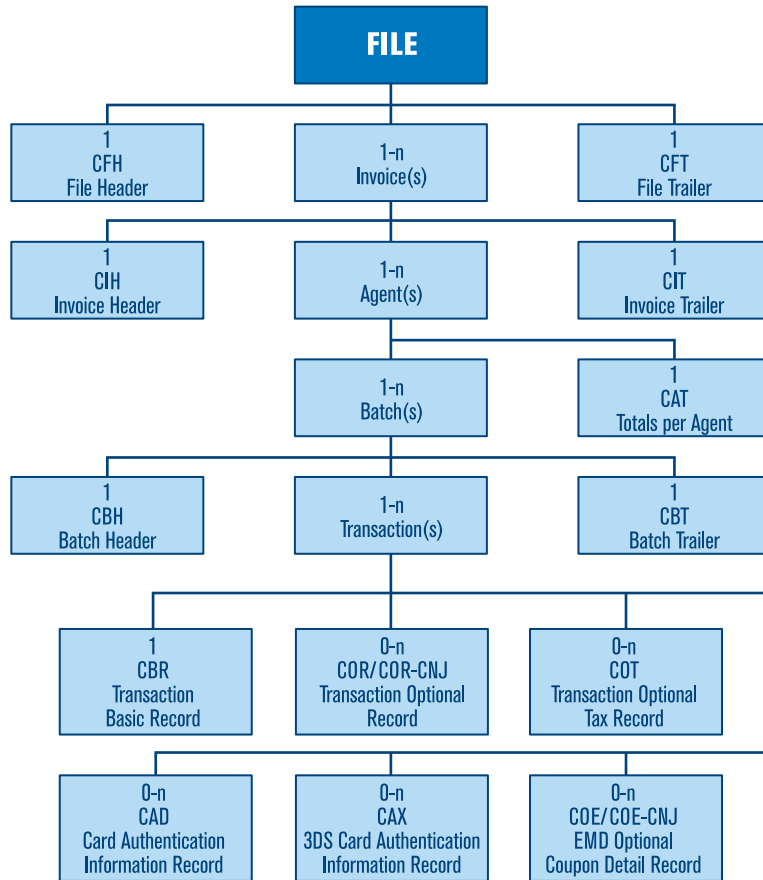 FILE
1
CFH
File Header
1-n
Invoice(s)
1
CFT
File Trailer
1
CIH
Invoice Header
1-n
Agent(s)
1
CIT
Invoice Trailer
1-n
Batch(s)
1
CAT
Totals per Agent
1
CBH
Batch Header
1-n
Transaction(s)
1
CBT
Batch Trailer
1
CBR
Transaction
Basic Record
0-n
COR/COR-CNJ
Transaction Optional
Record
0-n
COT
Transaction Optional
Tax Record
0-n
CAD
Card Authentication
Information Record
0-n
CAX
3DS Card Authentication
Information Record
0-n
COE/COE-CNJ
EMD Optional
Coupon Detail Record